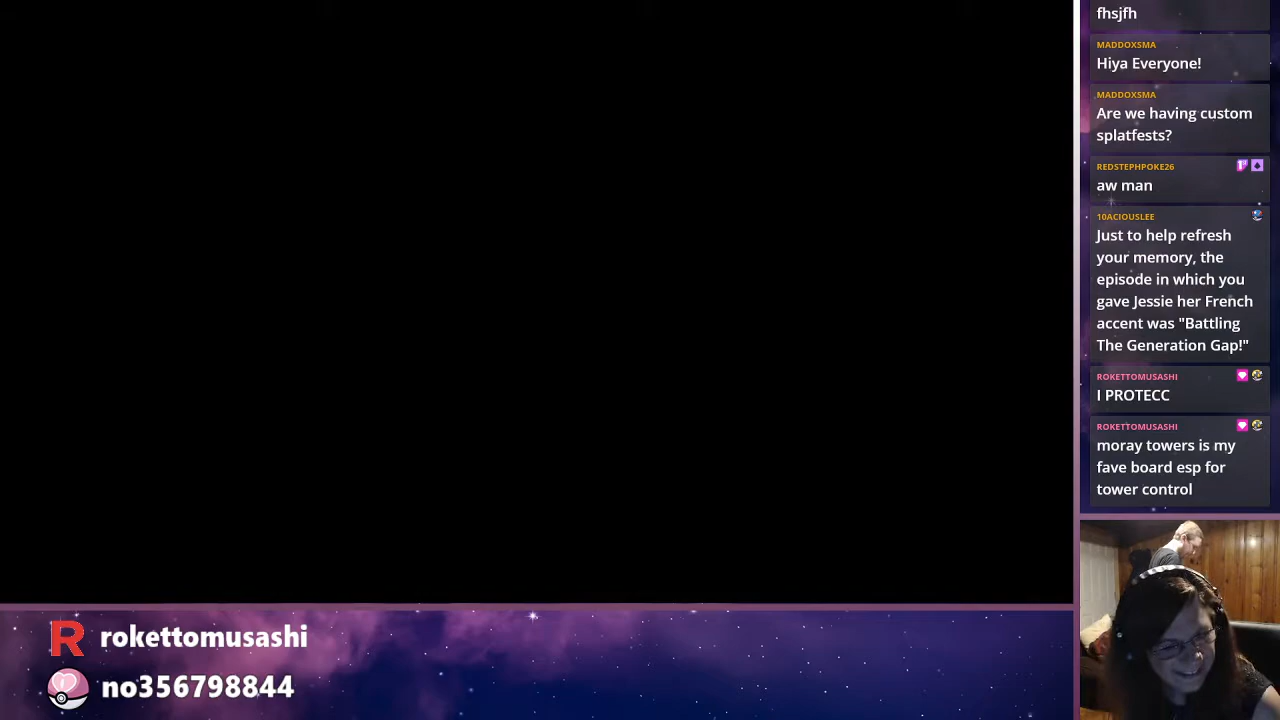 fhsjfh
MADDOXSMA
Hiya Everyone!
MADDOXSMA
Are we having custom
splatfests?
REDSTEPHPOKE26
aw man
10ACIOUSLEE
Just to help refresh
your memory, the
episode in which you
gave Jessie her French
accent was "Battling
The Generation Gap!"
ROKETTOMUSASHI
I PROTECC
ROKETTOMUSASHI
moray towers is my
fave board esp for
tower control
R rokettomusashi
no356798844